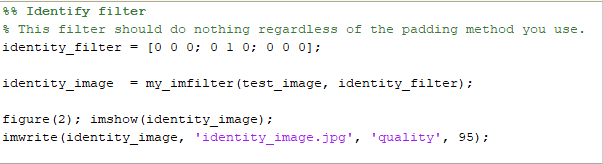 %% Identify filter
% This filter should do nothing regardless of the padding method you use.
identity_filter = [0 0 0; 0 1 0; 0 0 0];
identity_image  = my_imfilter(test_image, identity_filter);
figure(2); imshow(identity_image);
imwrite(identity_image, 'identity_image.jpg', 'quality', 95);